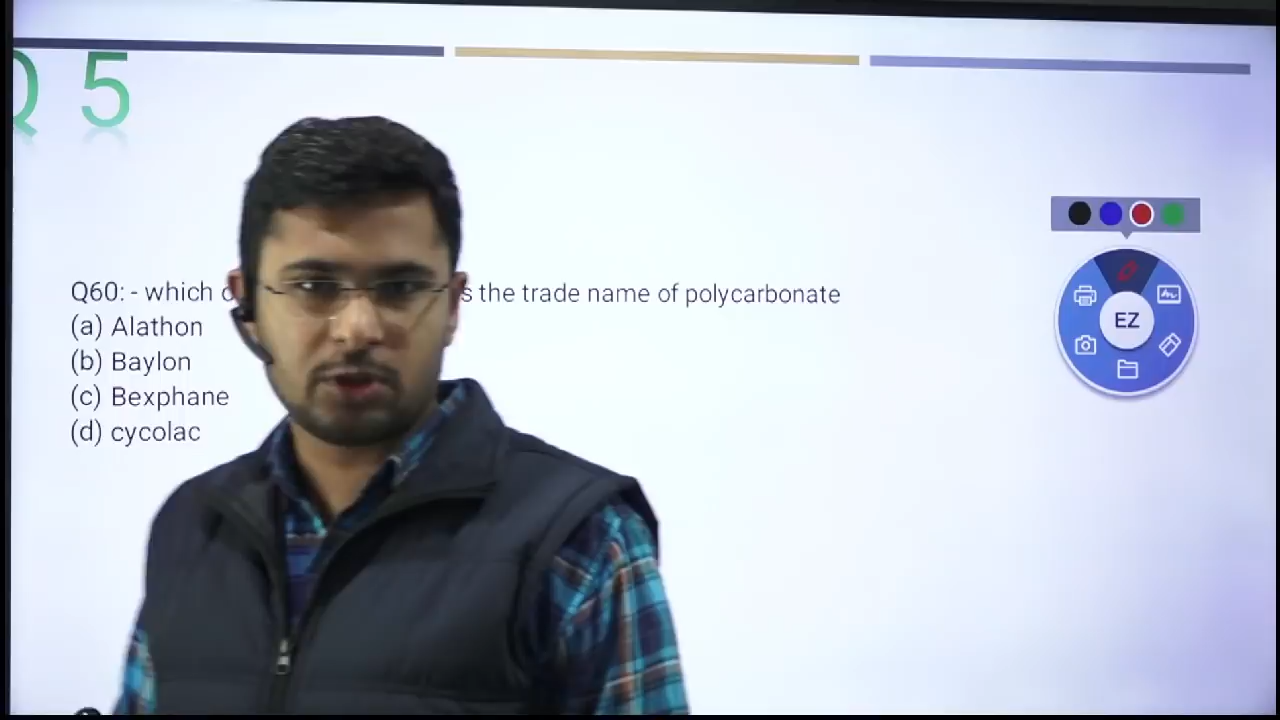 Q 5
Q60: - which s the trade name of polycarbonate
(a) Alathon
(b) Baylon
(c) Bexphane
(d) cycolac
EZ